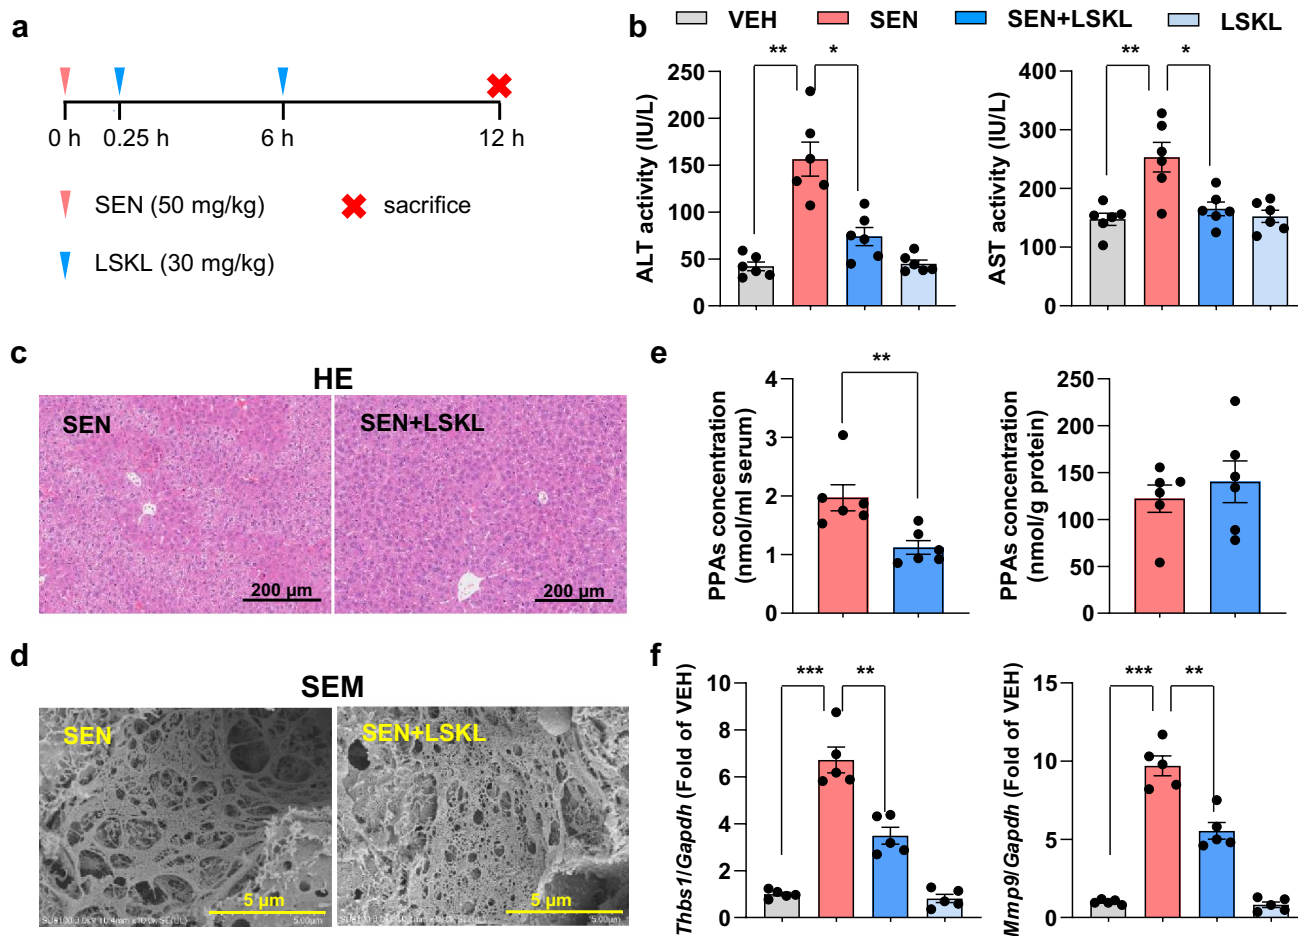 a
0 h 0.25 h 6 h 12 h
SEN (50 mg/kg) sacrifice
LSKL (30 mg/kg)
b
VEH SEN SEN+LSKL LSKL
ALT activity (IU/L)
250
200
150
100
50
0
** *
AST activity (IU/L)
400
300
200
100
0
** *
c
HE
SEN
SEN+LSKL
200 μm
200 μm
d
SEM
SEN
SEN+LSKL
5 μm
5 μm
5.00um
5.00um
e
PPAs concentration
(nmol/ml serum)
4
3
2
1
0
**
PPAs concentration
(nmol/g protein)
250
200
150
100
50
0
f
Thbs1/Gapdh (Fold of VEH)
10
8
6
4
2
0
*** **
Mmp9/Gapdh (Fold of VEH)
15
10
5
0
*** **